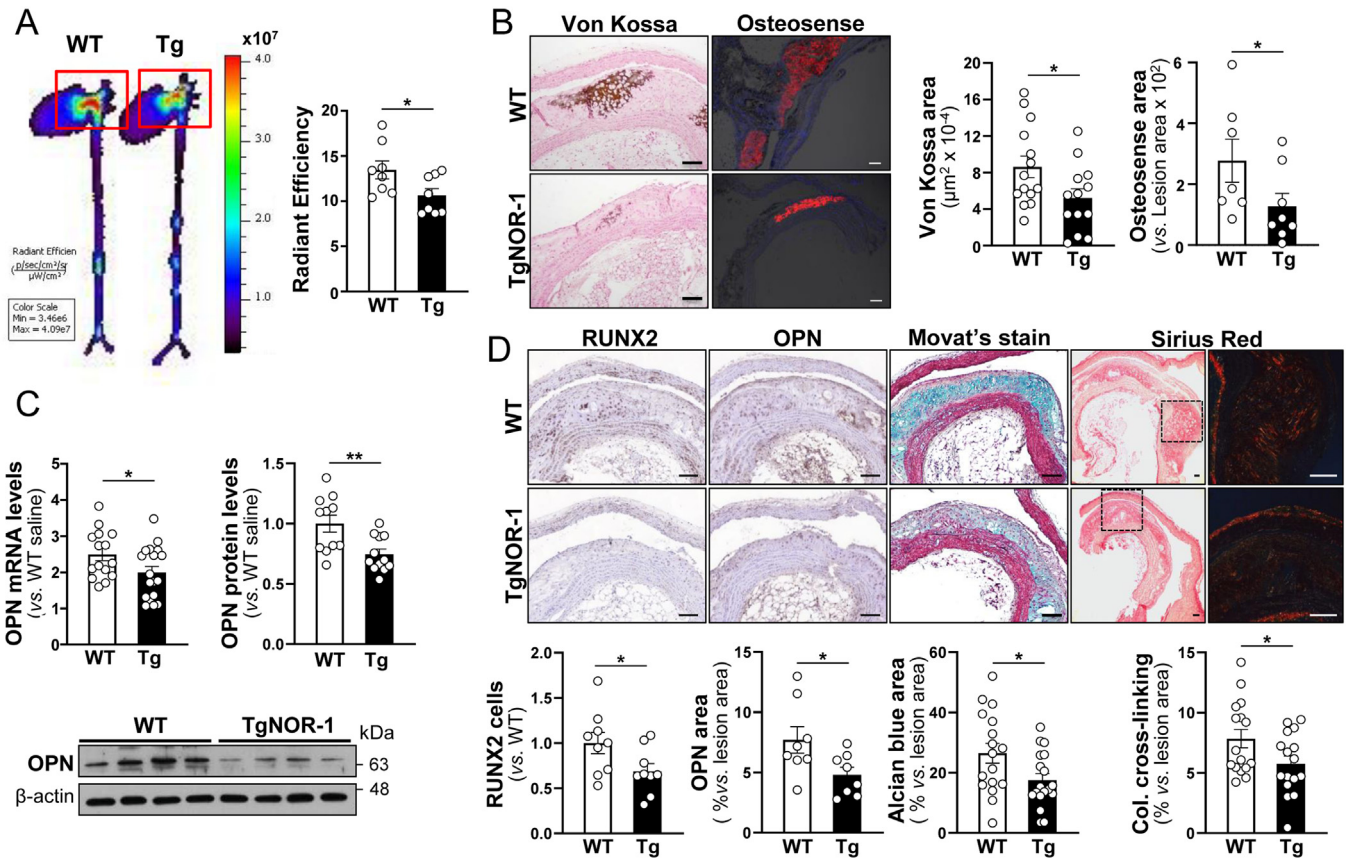 A
WT Tg
x10⁷
4.0
3.0
2.0
1.0
Radiant Efficien
(p/sec/cm²/g
μW/cm²)
Color Scale
Min = 3.46e6
Max = 4.09e7
Radiant Efficiency
20
15
10
5
0
*
WT Tg
B
Von Kossa Osteosense
WT
TgNOR-1
Von Kossa area
(μm² x 10⁻⁴)
20
16
12
8
4
0
*
WT Tg
Osteosense area
(vs. Lesion area x 10²)
6
4
2
0
*
WT Tg
C
OPN mRNA levels
(vs. WT saline)
5
4
3
2
1
0
*
WT Tg
OPN protein levels
(vs. WT saline)
1.5
1.0
0.5
0.0
**
WT Tg
WT TgNOR-1 kDa
OPN 63
48
β-actin
D
RUNX2 OPN Movat's stain Sirius Red
WT
TgNOR-1
RUNX2 cells
(vs. WT)
2.0
1.5
1.0
0.5
0.0
*
WT Tg
OPN area
( %vs. lesion area)
15
10
5
0
*
WT Tg
Alcian blue area
( % vs. lesion area)
60
40
20
0
*
WT Tg
Col. cross-linking
(% vs. lesion area)
15
10
5
0
*
WT Tg